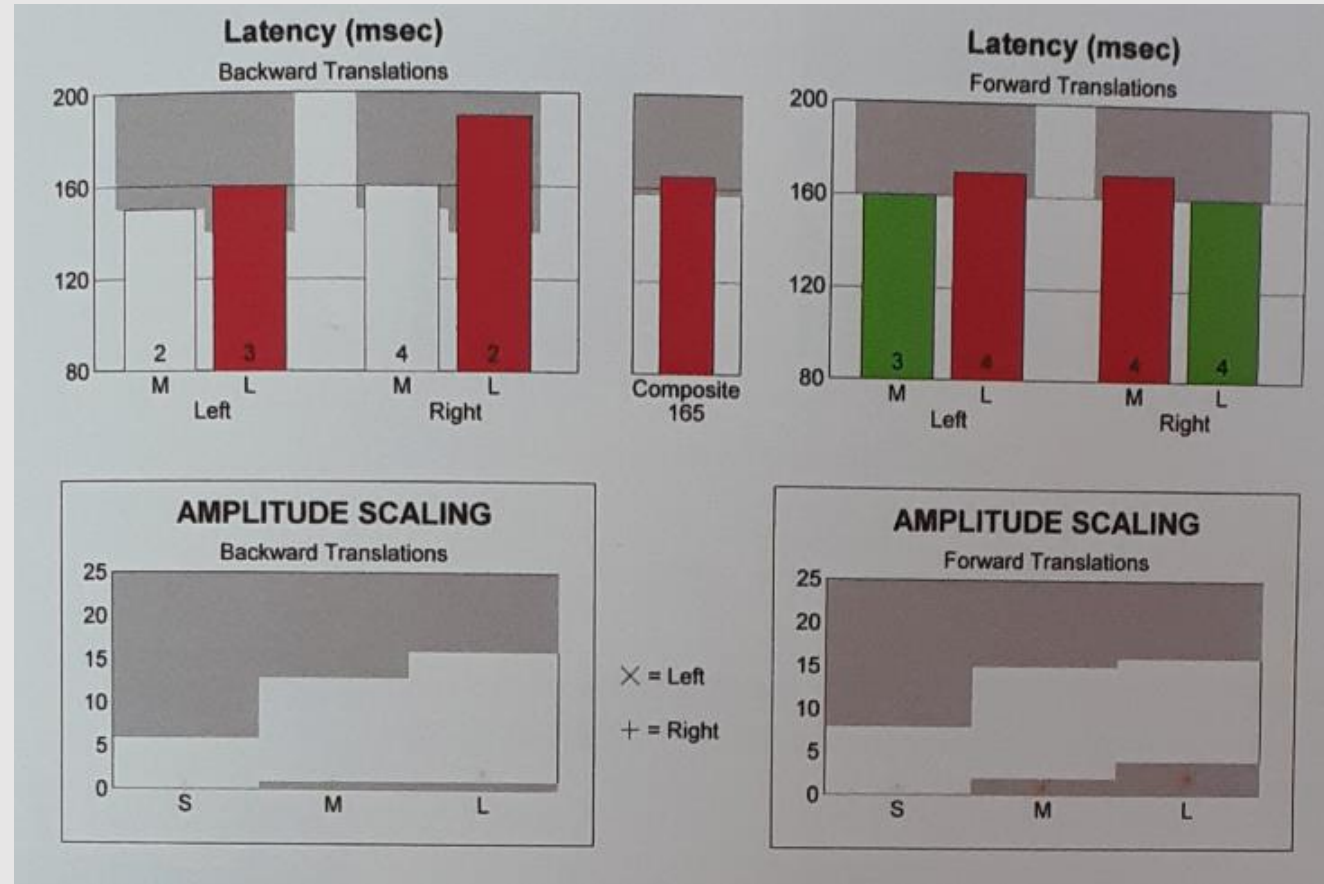 Latency (msec)
Backward Translations
200
160
120
80
2
3
4
2
M
L
M
L
Left
Right
Composite
165
Latency (msec)
Forward Translations
200
160
120
80
3
4
4
4
M
L
M
L
Left
Right
AMPLITUDE SCALING
Backward Translations
25
20
15
10
5
0
S
M
L
× = Left
+ = Right
AMPLITUDE SCALING
Forward Translations
25
20
15
10
5
0
S
M
L